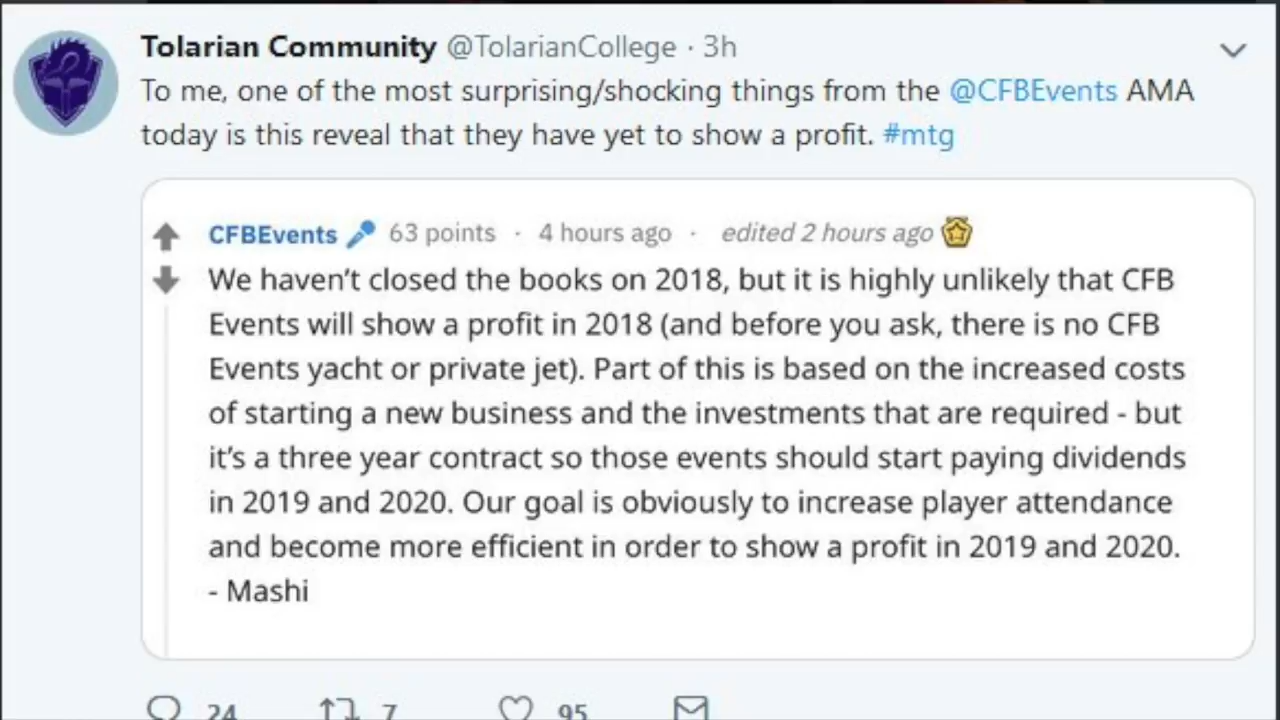 Tolarian Community @TolarianCollege · 3h
To me, one of the most surprising/shocking things from the @CFBEvents AMA
today is this reveal that they have yet to show a profit. #mtg
CFBEvents 63 points · 4 hours ago · edited 2 hours ago
We haven't closed the books on 2018, but it is highly unlikely that CFB
Events will show a profit in 2018 (and before you ask, there is no CFB
Events yacht or private jet). Part of this is based on the increased costs
of starting a new business and the investments that are required - but
it's a three year contract so those events should start paying dividends
in 2019 and 2020. Our goal is obviously to increase player attendance
and become more efficient in order to show a profit in 2019 and 2020.
- Mashi
24 7 95